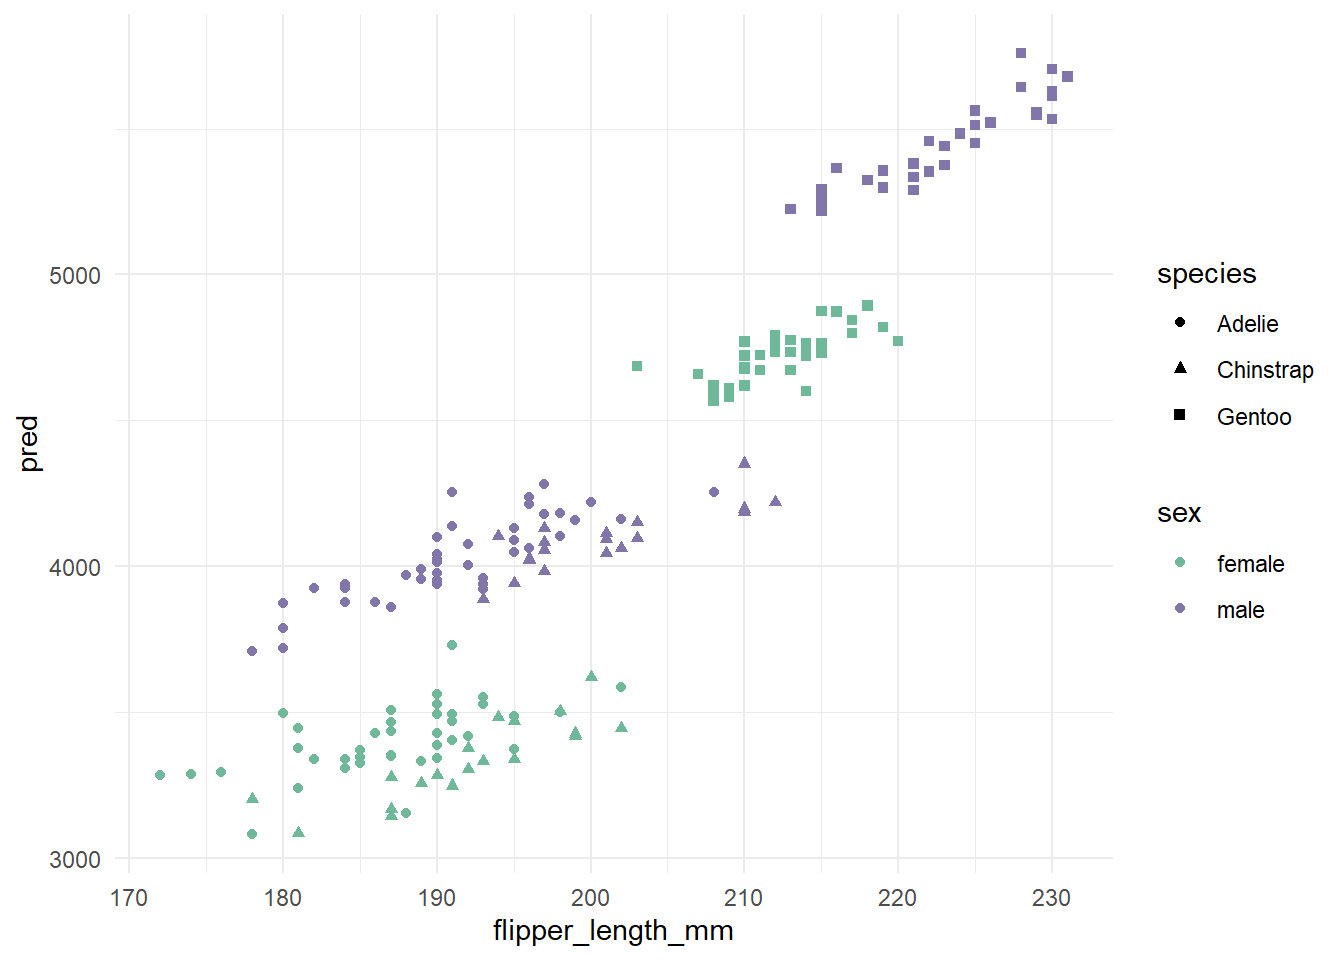 5000
4000
3000
170
180
190
200
210
220
230
flipper_length_mm
pred
species
Adelie
Chinstrap
Gentoo
sex
female
male